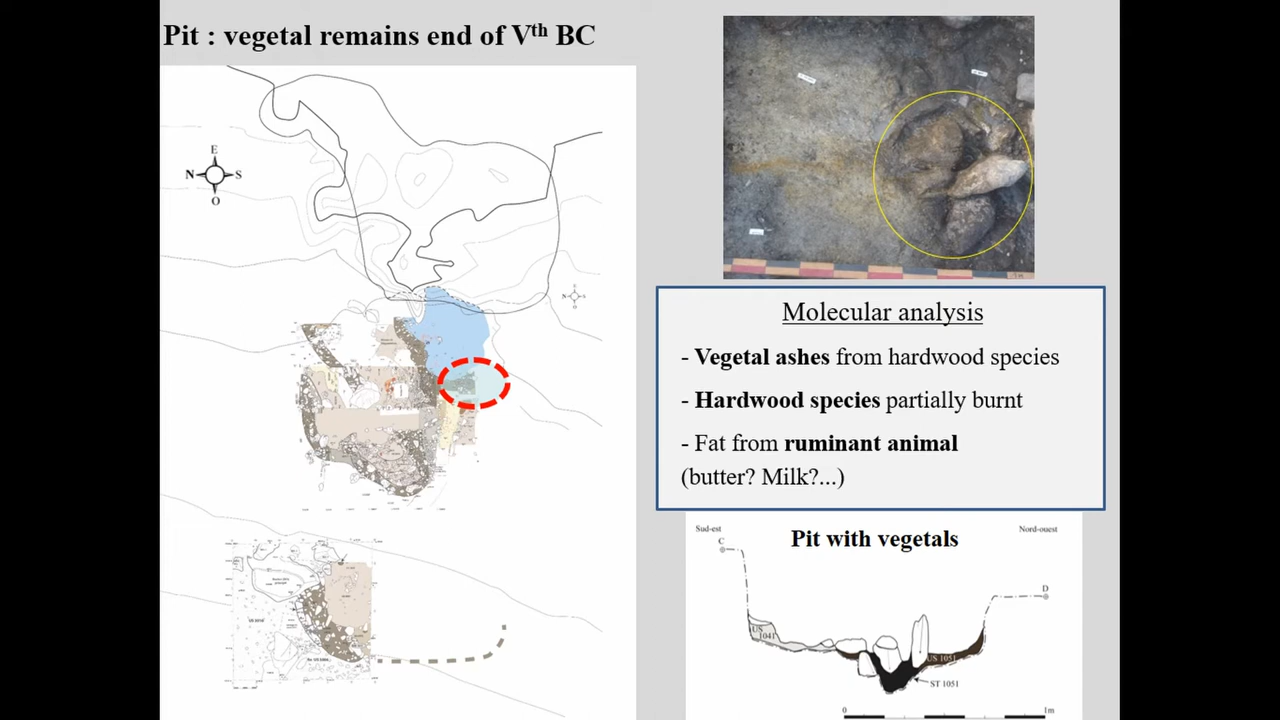 Pit : vegetal remains end of Vth BC
E
N S
O
N S
O
Molecular analysis
- Vegetal ashes from hardwood species
- Hardwood species partially burnt
- Fat from ruminant animal
(butter? Milk?...)
Sud-est
Nord-ouest
Pit with vegetals
C
D
US
1041
US 1051
ST 1051
0 1m